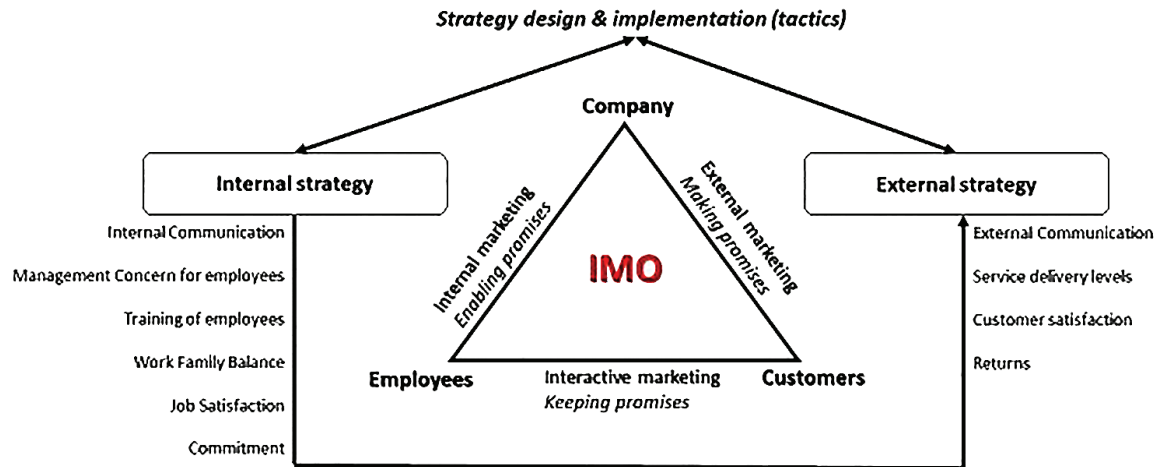 Strategy design & implementation (tactics)
Company
Internal strategy
External strategy
Internal marketing
Enabling promises
External marketing
Making promises
IMO
Internal Communication
Management Concern for employees
Training of employees
Work Family Balance
Job Satisfaction
Commitment
External Communication
Service delivery levels
Customer satisfaction
Returns
Employees
Interactive marketing
Keeping promises
Customers